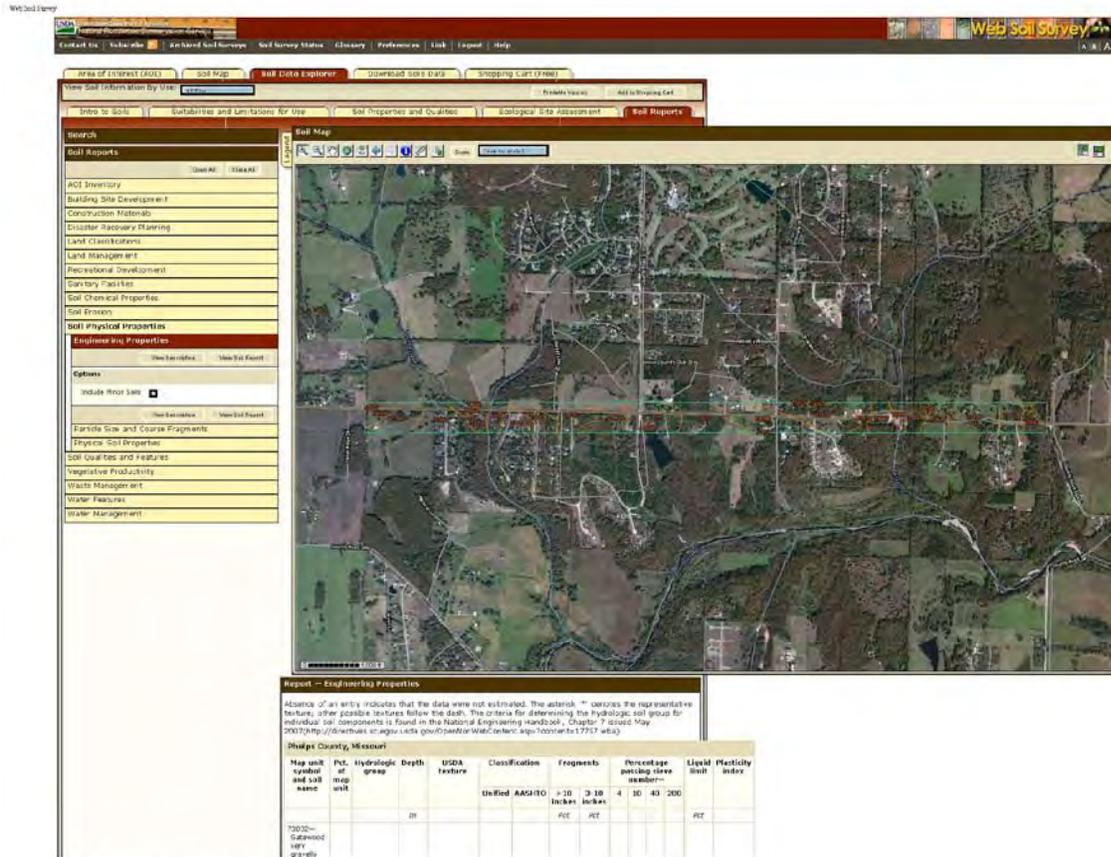 Web Soil Survey
USDA
Natural Resources Conservation Service
Web Soil Survey
Contact Us | Subscribe | Archived Soil Surveys | Soil Survey Status | Glossary | Preferences | Link | Logout | Help
A A A
Area of Interest (AOI) Soil Map Soil Data Explorer Download Soils Data Shopping Cart (Free)
View Soil Information By Use:
Printable Version Add to Shopping Cart
Intro to Soils Suitabilities and Limitations for Use Soil Properties and Qualities Ecological Site Assessment Soil Reports
Search
Soil Reports
Open All Close All
AOI Inventory
Building Site Development
Construction Materials
Disaster Recovery Planning
Land Classifications
Land Management
Recreational Development
Sanitary Facilities
Soil Chemical Properties
Soil Erosion
Soil Physical Properties
Engineering Properties
View Description View Soil Report
Options
Include Minor Soils
View Description View Soil Report
Particle Size and Coarse Fragments
Physical Soil Properties
Soil Qualities and Features
Vegetative Productivity
Waste Management
Water Features
Water Management
Legend
Soil Map
Scale
Report — Engineering Properties
Absence of an entry indicates that the data were not estimated. The asterisk '*' denotes the representative
texture; other possible textures follow the dash. The criteria for determining the hydrologic soil group for
individual soil components is found in the National Engineering Handbook, Chapter 7 issued May
Phelps County, Missouri
Map unit symbol and soil name Pct. of map unit Hydrologic group Depth USDA texture Classification Fragments Percentage passing sieve number— Liquid limit Plasticity index
Unified AASHTO >10 inches 3-10 inches 4 10 40 200
In Pct Pct Pct
73032—
Gatewood
very
gravelly